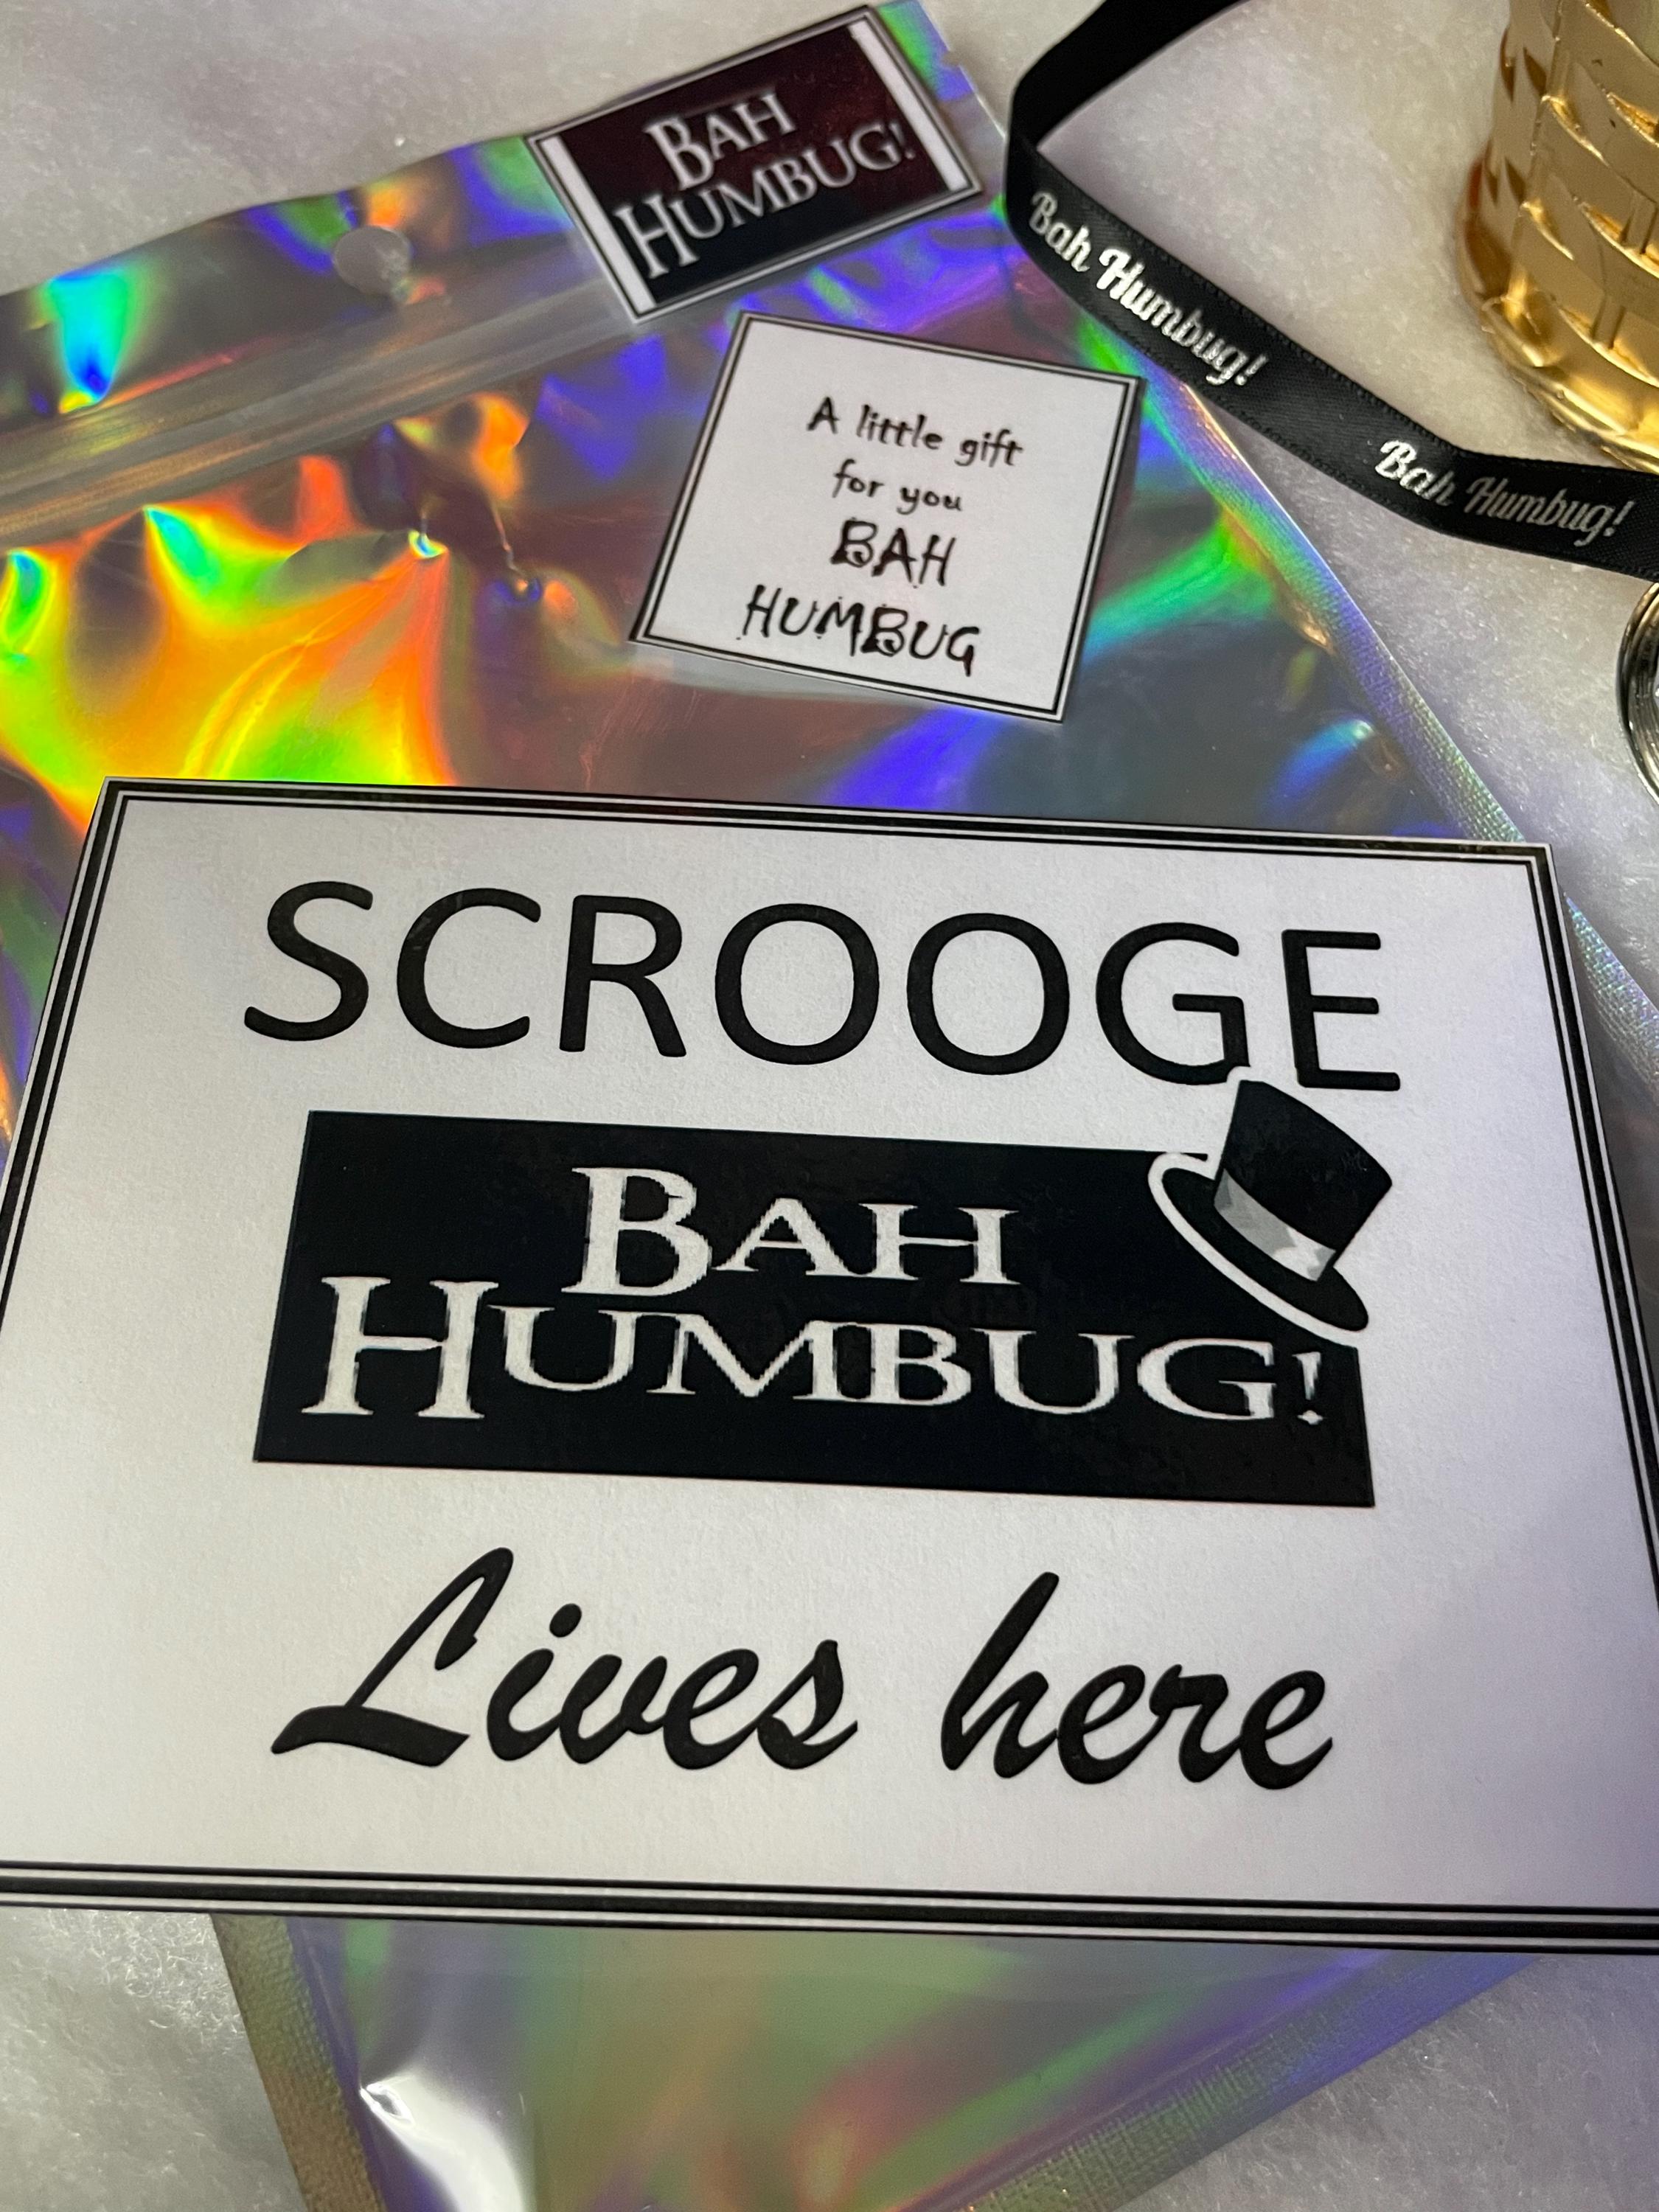 BAH
HUMBUG!
Bah Humbug!
Bah Humbug!
A little gift
for you
BAH
HUMBUG
SCROOGE
BAH
HUMBUG!
Lives here